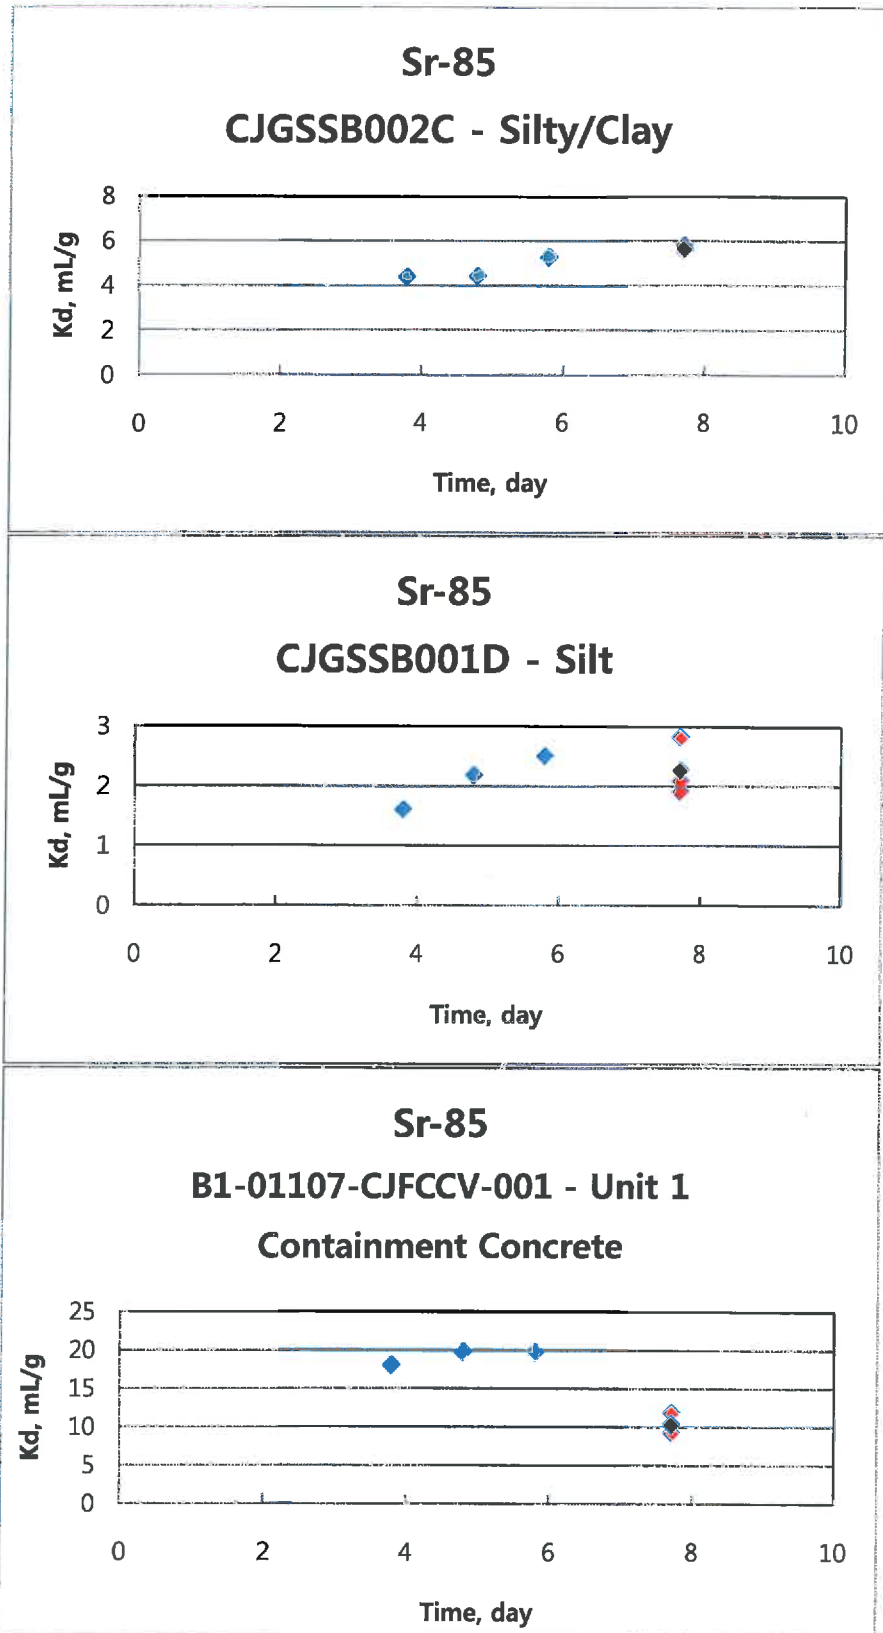 Sr-85
CJGSSB002C - Silty/Clay
8
6
4
2
0
Kd, mL/g
0 2 4 6 8 10
Time, day
Sr-85
CJGSSB001D - Silt
3
2
1
0
Kd, mL/g
0 2 4 6 8 10
Time, day
Sr-85
B1-01107-CJFCCV-001 - Unit 1
Containment Concrete
25
20
15
10
5
0
Kd, mL/g
0 2 4 6 8 10
Time, day